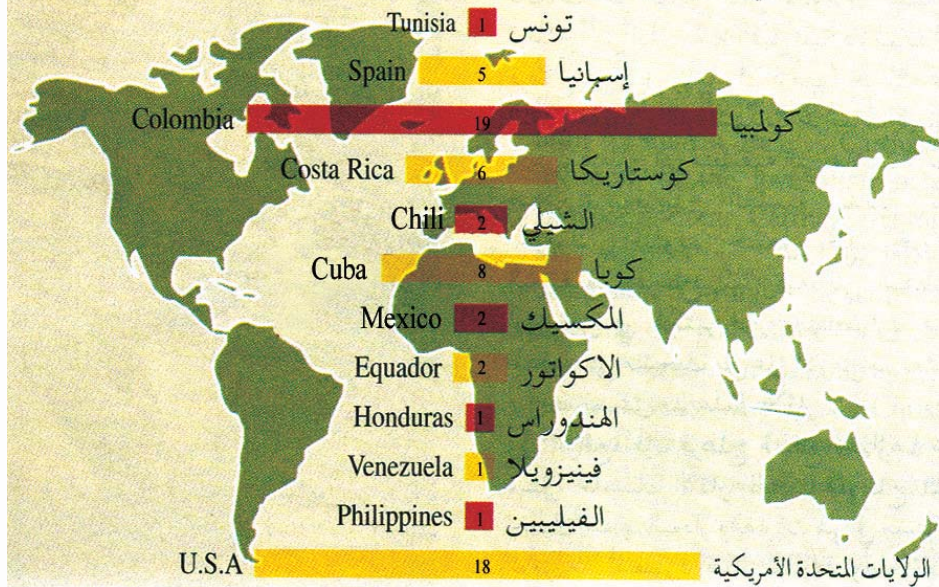 Tunisia 1 تونس
Spain 5 إسبانيا
Colombia 19 كولمبيا
Costa Rica 6 كوستاريكا
Chili 2 الشيلي
Cuba 8 كوبا
Mexico 2 المكسيك
Equador 2 الاكواتور
Honduras 1 الهندوراس
Venezuela 1 فينيزويلا
Philippines 1 الفيليبين
U.S.A 18 الولايات المتحدة الأمريكية